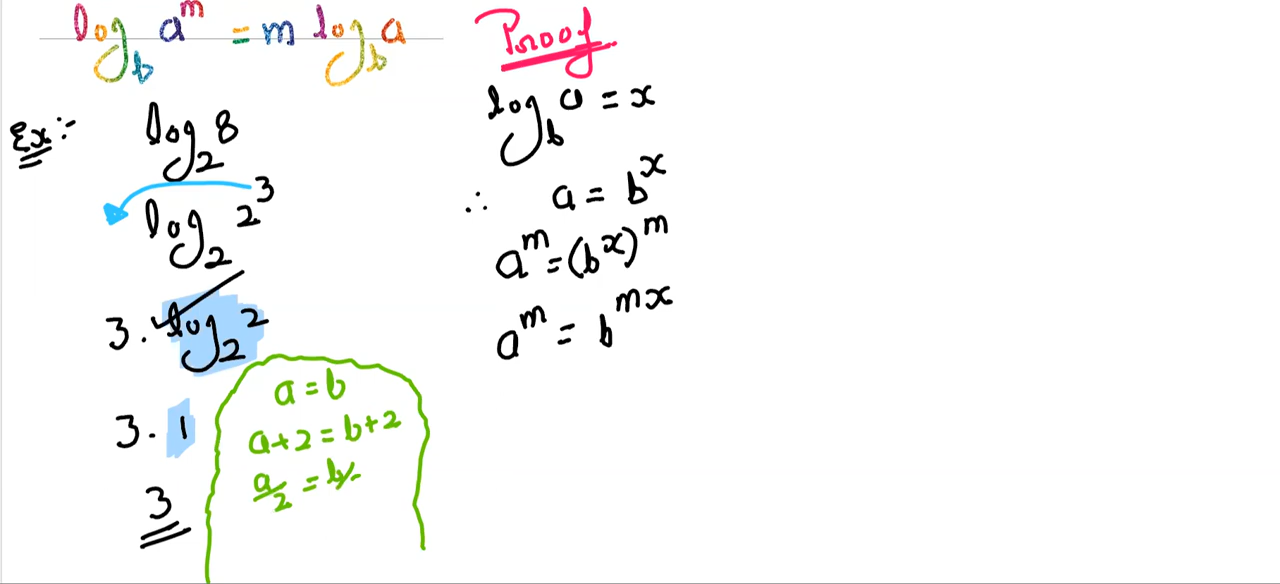 log_b a^m = m log_b a
Ex :-
log_2 8
log_2 2^3
3. log_2 2
3. 1
3
a = b
a+2 = b+2
a/2 = b/
Proof
log_b a = x
∴ a = b^x
a^m = (b^x)^m
a^m = b^mx